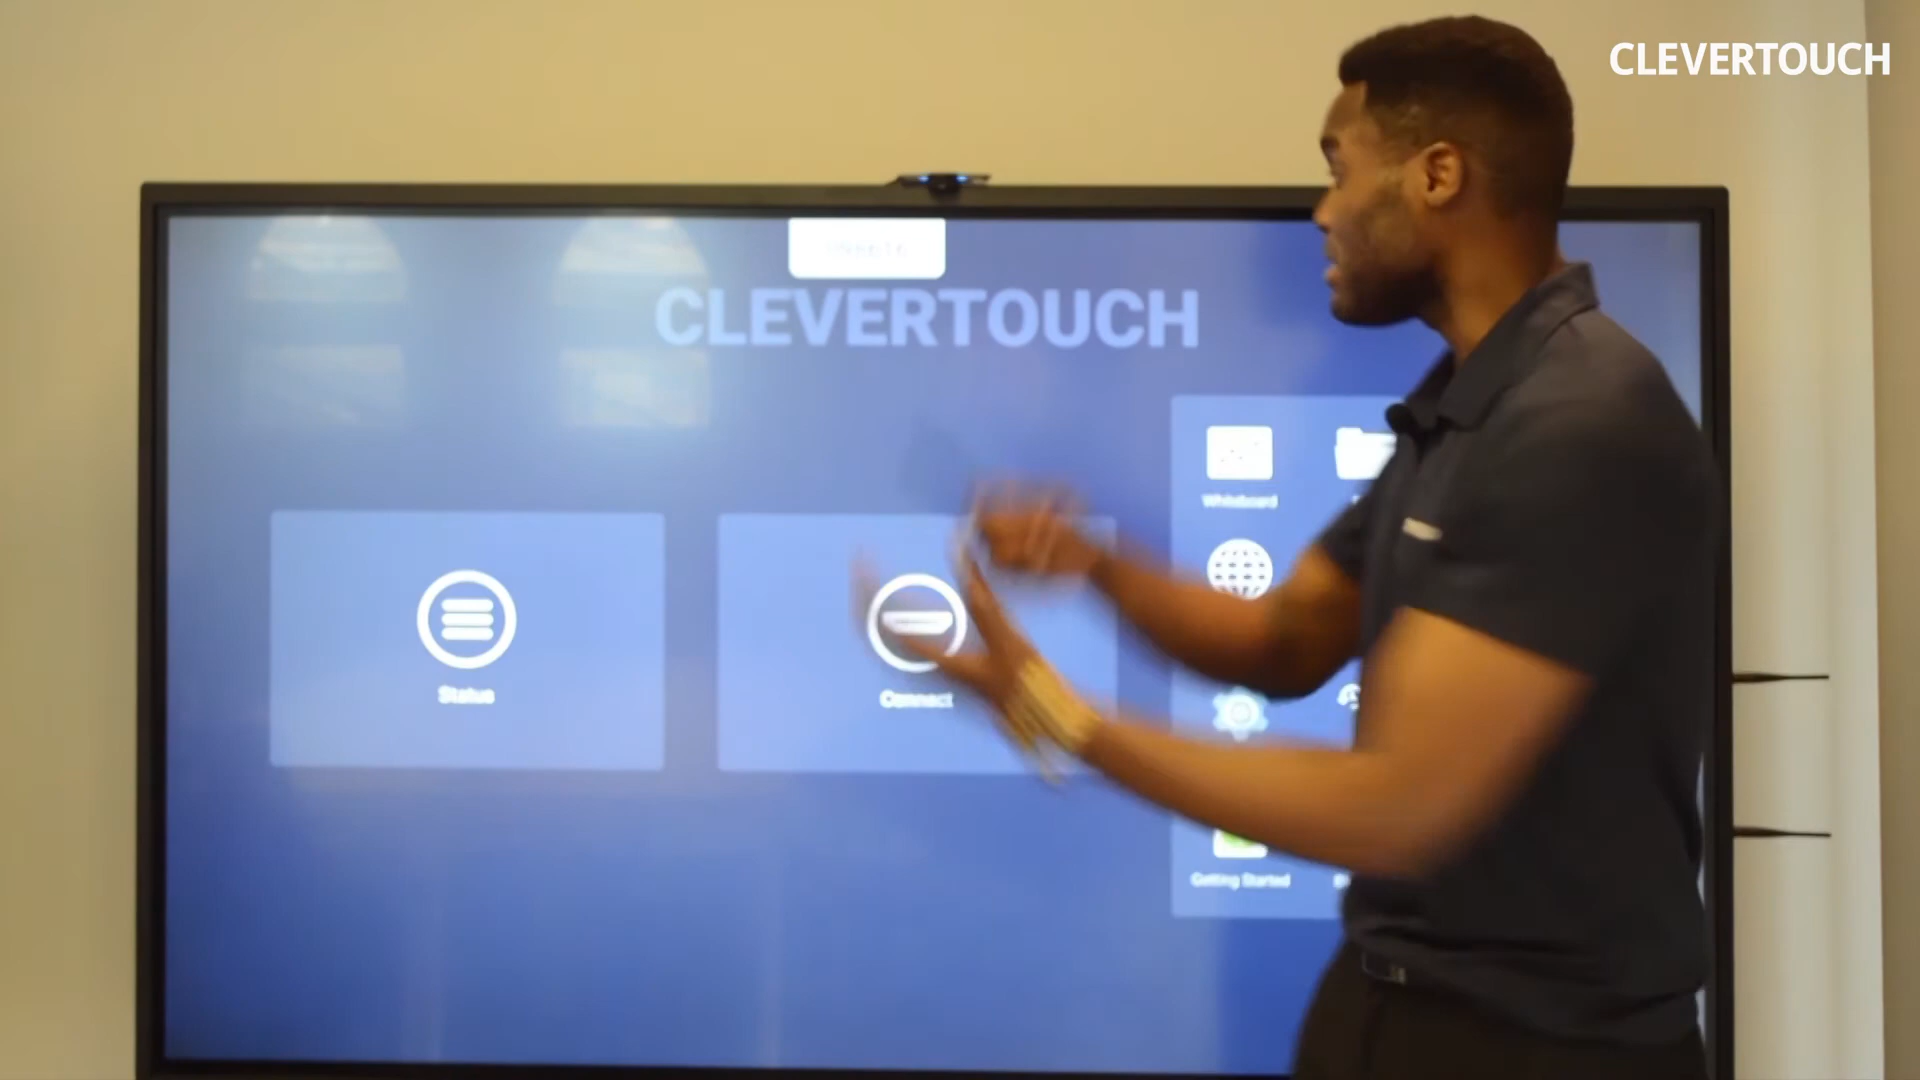 CLEVERTOUCH
CLEVERTOUCH
Whiteboard
Status
Connect
Getting Started